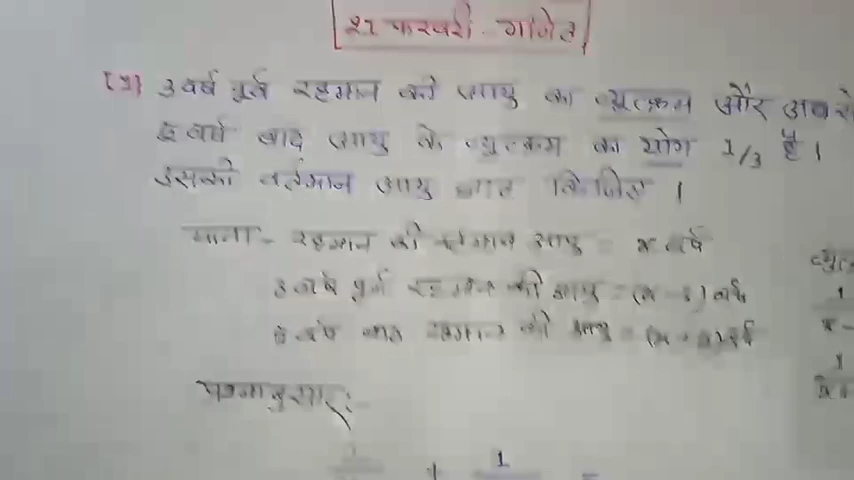 27 फरवरी - गणित
(9) 3 वर्ष पूर्व रहमान की आयु का व्युत्क्रम और अब से
5 वर्ष बाद आयु के व्युत्क्रम का योग 1/3 है।
उसकी वर्तमान आयु ज्ञात कीजिए।
माना - रहमान की वर्तमान आयु = x वर्ष
3 वर्ष पूर्व रहमान की आयु = (x - 3) वर्ष
5 वर्ष बाद रहमान की आयु = (x + 5) वर्ष
प्रश्नानुसार:-
+ 1 =